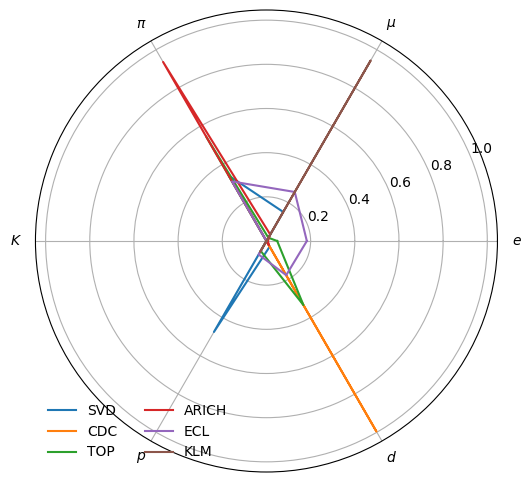 π μ
1.0
0.8
0.6
0.4
0.2
K e
SVD ARICH
CDC ECL
TOP KLM
p d